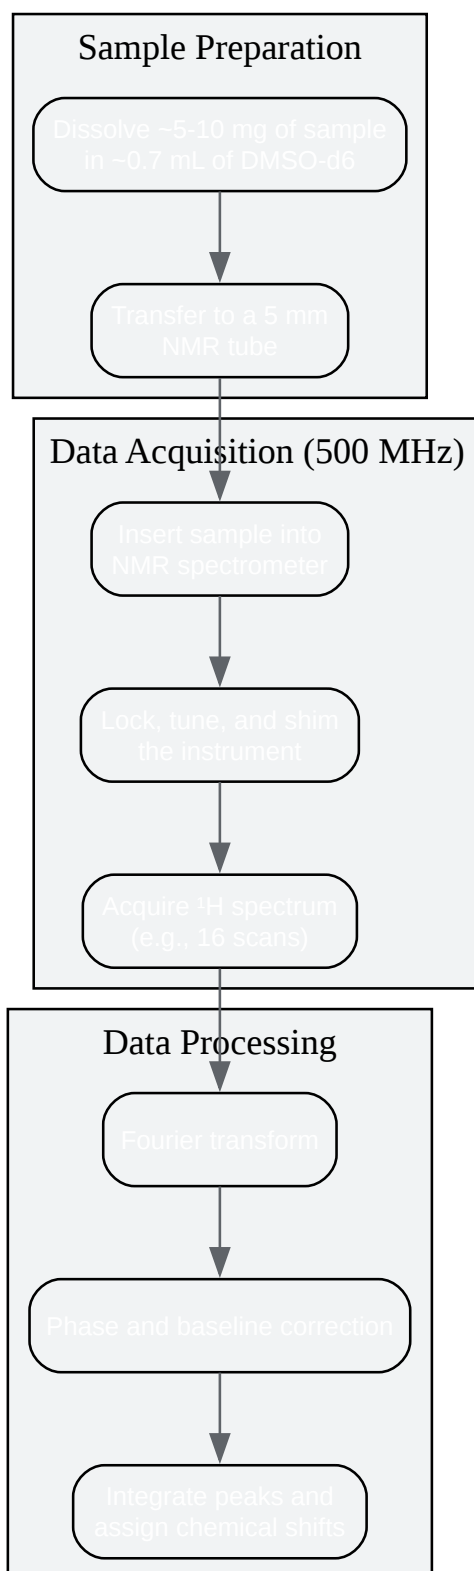 Sample Preparation
Dissolve ~5-10 mg of sample
in ~0.7 mL of DMSO-d6
Transfer to a 5 mm
NMR tube
Data Acquisition (500 MHz)
Insert sample into
NMR spectrometer
Lock, tune, and shim
the instrument
Acquire ¹H spectrum
(e.g., 16 scans)
Data Processing
Fourier transform
Phase and baseline correction
Integrate peaks and
assign chemical shifts